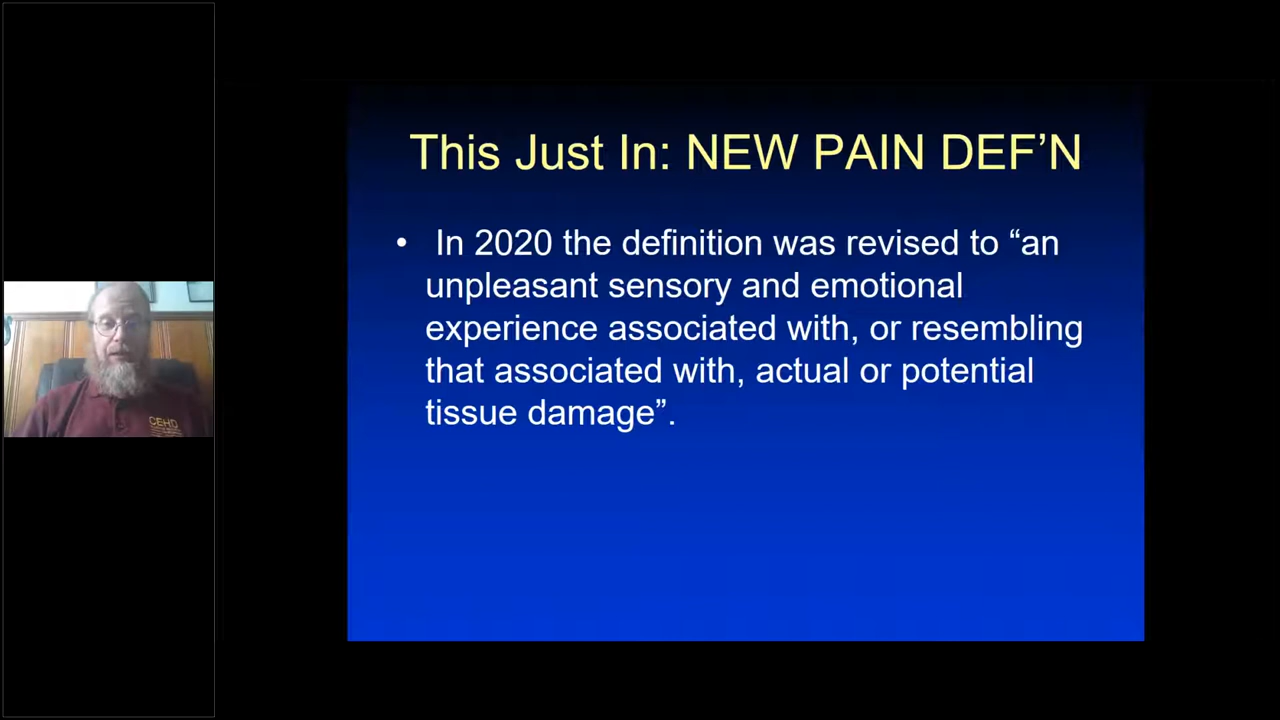 This Just In: NEW PAIN DEF’N
• In 2020 the definition was revised to “an
unpleasant sensory and emotional
experience associated with, or resembling
that associated with, actual or potential
tissue damage”.
CEHD